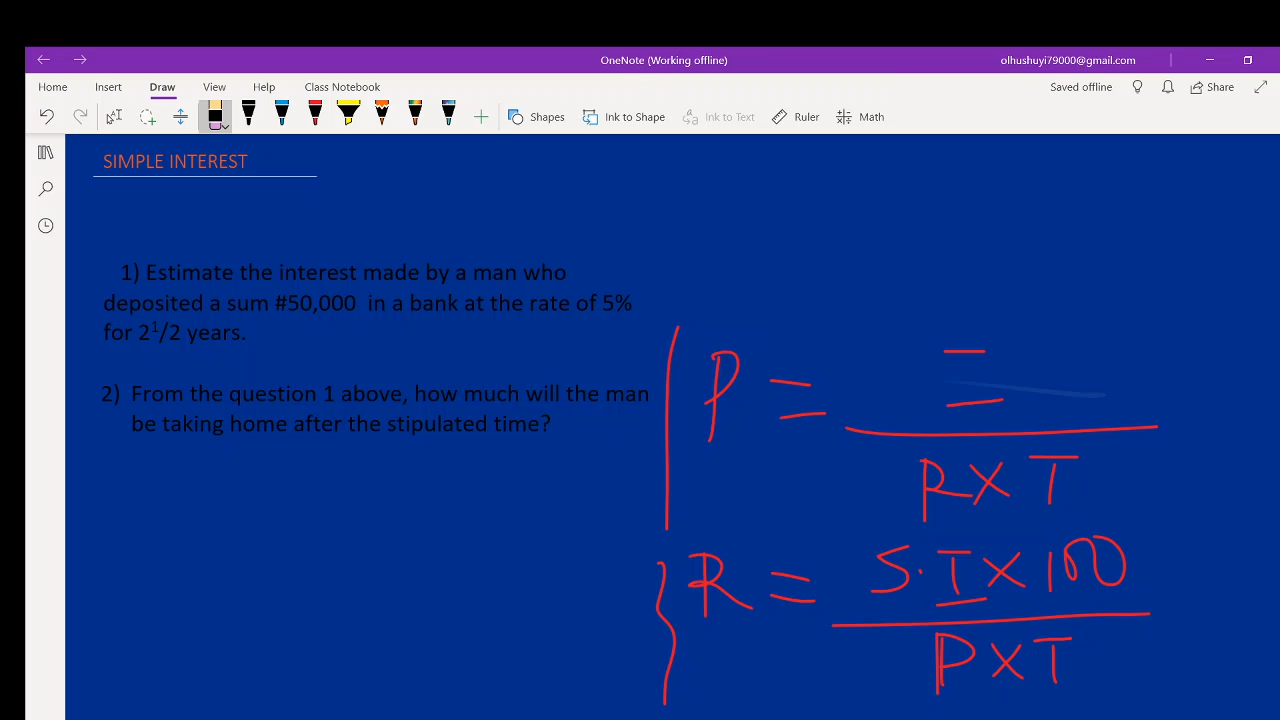 OneNote (Working offline)
olhushuyi79000@gmail.com
Home Insert Draw View Help Class Notebook
Saved offline
Share
Shapes
Ink to Shape
Ink to Text
Ruler
Math
SIMPLE INTEREST
1) Estimate the interest made by a man who
deposited a sum #50,000 in a bank at the rate of 5%
for 2¹/2 years.
2) From the question 1 above, how much will the man
be taking home after the stipulated time?
P =
R X T
R = S.I X 100
P X T